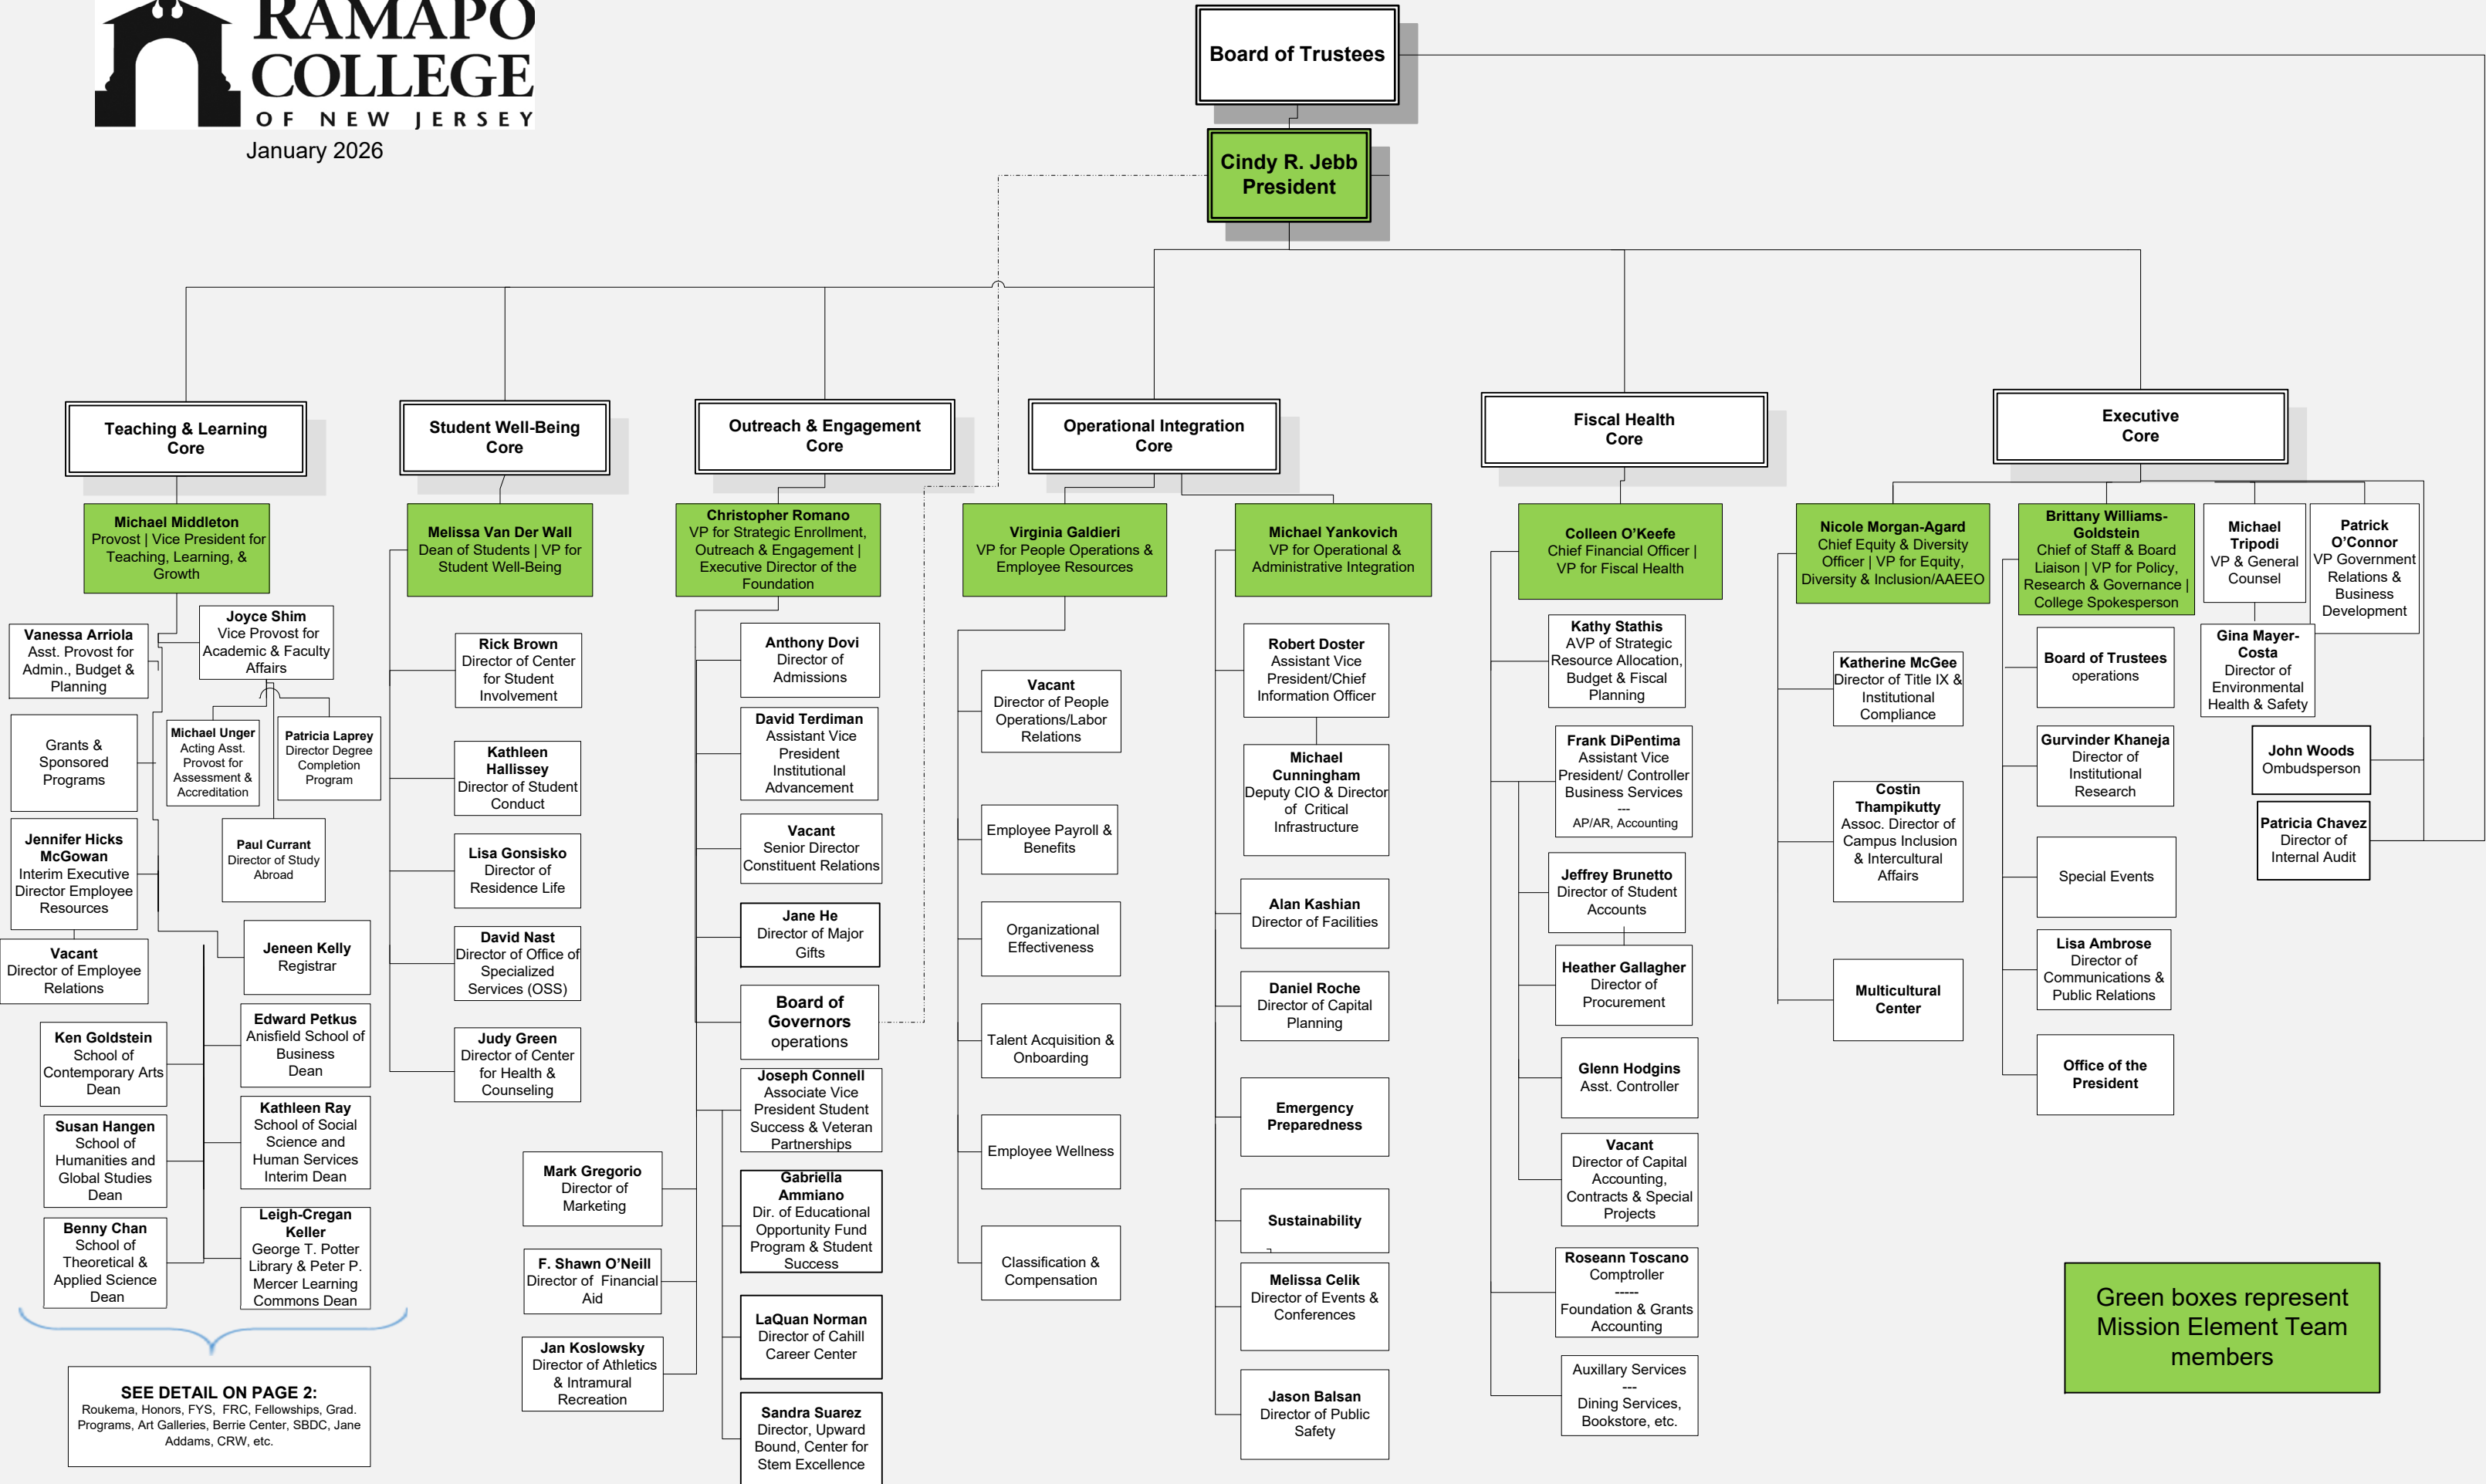 RAMAPO
COLLEGE
OF NEW JERSEY
January 2026
Board of Trustees
Cindy R. Jebb
President
Teaching & Learning
Core
Student Well-Being
Core
Outreach & Engagement
Core
Operational Integration
Core
Fiscal Health
Core
Executive
Core
Michael Middleton
Provost | Vice President for
Teaching, Learning, &
Growth
Vanessa Arriola
Asst. Provost for
Admin., Budget &
Planning
Joyce Shim
Vice Provost for
Academic & Faculty
Affairs
Grants &
Sponsored
Programs
Michael Unger
Acting Asst.
Provost for
Assessment &
Accreditation
Patricia Laprey
Director Degree
Completion
Program
Jennifer Hicks
McGowan
Interim Executive
Director Employee
Resources
Paul Currant
Director of Study
Abroad
Vacant
Director of Employee
Relations
Jeneen Kelly
Registrar
Ken Goldstein
School of
Contemporary Arts
Dean
Edward Petkus
Anisfield School of
Business
Dean
Susan Hangen
School of
Humanities and
Global Studies
Dean
Kathleen Ray
School of Social
Science and
Human Services
Interim Dean
Benny Chan
School of
Theoretical &
Applied Science
Dean
Leigh-Cregan
Keller
George T. Potter
Library & Peter P.
Mercer Learning
Commons Dean
SEE DETAIL ON PAGE 2:
Roukema, Honors, FYS, FRC, Fellowships, Grad.
Programs, Art Galleries, Berrie Center, SBDC, Jane
Addams, CRW, etc.
Melissa Van Der Wall
Dean of Students | VP for
Student Well-Being
Rick Brown
Director of Center
for Student
Involvement
Kathleen
Hallissey
Director of Student
Conduct
Lisa Gonsisko
Director of
Residence Life
David Nast
Director of Office of
Specialized
Services (OSS)
Judy Green
Director of Center
for Health &
Counseling
Christopher Romano
VP for Strategic Enrollment,
Outreach & Engagement |
Executive Director of the
Foundation
Anthony Dovi
Director of
Admissions
David Terdiman
Assistant Vice
President
Institutional
Advancement
Vacant
Senior Director
Constituent Relations
Jane He
Director of Major
Gifts
Board of
Governors
operations
Joseph Connell
Associate Vice
President Student
Success & Veteran
Partnerships
Mark Gregorio
Director of
Marketing
Gabriella
Ammiano
Dir. of Educational
Opportunity Fund
Program & Student
Success
F. Shawn O’Neill
Director of Financial
Aid
LaQuan Norman
Director of Cahill
Career Center
Jan Koslowsky
Director of Athletics
& Intramural
Recreation
Sandra Suarez
Director, Upward
Bound, Center for
Stem Excellence
Virginia Galdieri
VP for People Operations &
Employee Resources
Vacant
Director of People
Operations/Labor
Relations
Employee Payroll &
Benefits
Organizational
Effectiveness
Talent Acquisition &
Onboarding
Employee Wellness
Classification &
Compensation
Michael Yankovich
VP for Operational &
Administrative Integration
Robert Doster
Assistant Vice
President/Chief
Information Officer
Michael
Cunningham
Deputy CIO & Director
of Critical
Infrastructure
Alan Kashian
Director of Facilities
Daniel Roche
Director of Capital
Planning
Emergency
Preparedness
Sustainability
Melissa Celik
Director of Events &
Conferences
Jason Balsan
Director of Public
Safety
Colleen O’Keefe
Chief Financial Officer |
VP for Fiscal Health
Kathy Stathis
AVP of Strategic
Resource Allocation,
Budget & Fiscal
Planning
Frank DiPentima
Assistant Vice
President/ Controller
Business Services
---
AP/AR, Accounting
Jeffrey Brunetto
Director of Student
Accounts
Heather Gallagher
Director of
Procurement
Glenn Hodgins
Asst. Controller
Vacant
Director of Capital
Accounting,
Contracts & Special
Projects
Roseann Toscano
Comptroller
-----
Foundation & Grants
Accounting
Auxillary Services
---
Dining Services,
Bookstore, etc.
Nicole Morgan-Agard
Chief Equity & Diversity
Officer | VP for Equity,
Diversity & Inclusion/AAEEO
Katherine McGee
Director of Title IX &
Institutional
Compliance
Costin
Thampikutty
Assoc. Director of
Campus Inclusion
& Intercultural
Affairs
Multicultural
Center
Brittany Williams-
Goldstein
Chief of Staff & Board
Liaison | VP for Policy,
Research & Governance |
College Spokesperson
Board of Trustees
operations
Gurvinder Khaneja
Director of
Institutional
Research
Special Events
Lisa Ambrose
Director of
Communications &
Public Relations
Office of the
President
Michael
Tripodi
VP & General
Counsel
Gina Mayer-
Costa
Director of
Environmental
Health & Safety
Patrick
O’Connor
VP Government
Relations &
Business
Development
John Woods
Ombudsperson
Patricia Chavez
Director of
Internal Audit
Green boxes represent
Mission Element Team
members